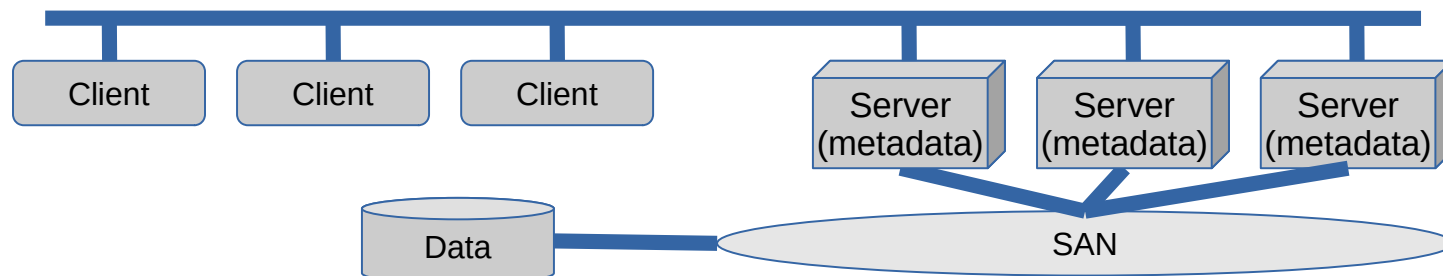 Client
Client
Client
Server
(metadata)
Server
(metadata)
Server
(metadata)
Data
SAN